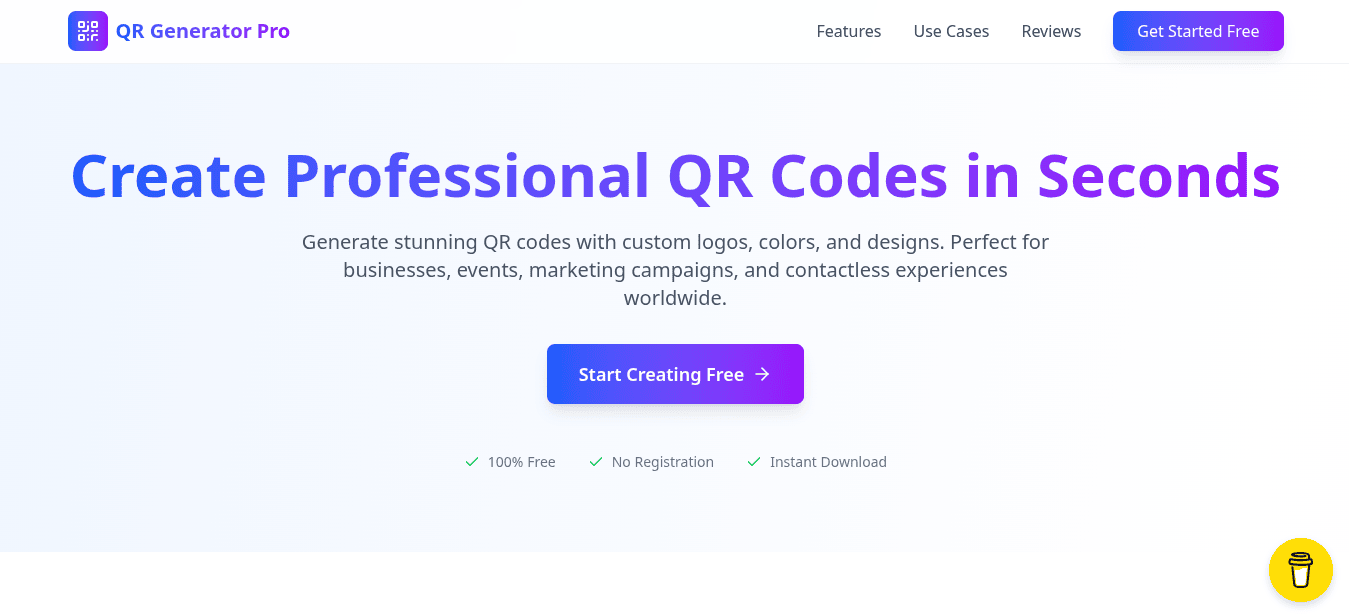 QR Generator Pro
Features
Use Cases
Reviews
Get Started Free
Create Professional QR Codes in Seconds
Generate stunning QR codes with custom logos, colors, and designs. Perfect for
businesses, events, marketing campaigns, and contactless experiences
worldwide.
Start Creating Free
100% Free
No Registration
Instant Download